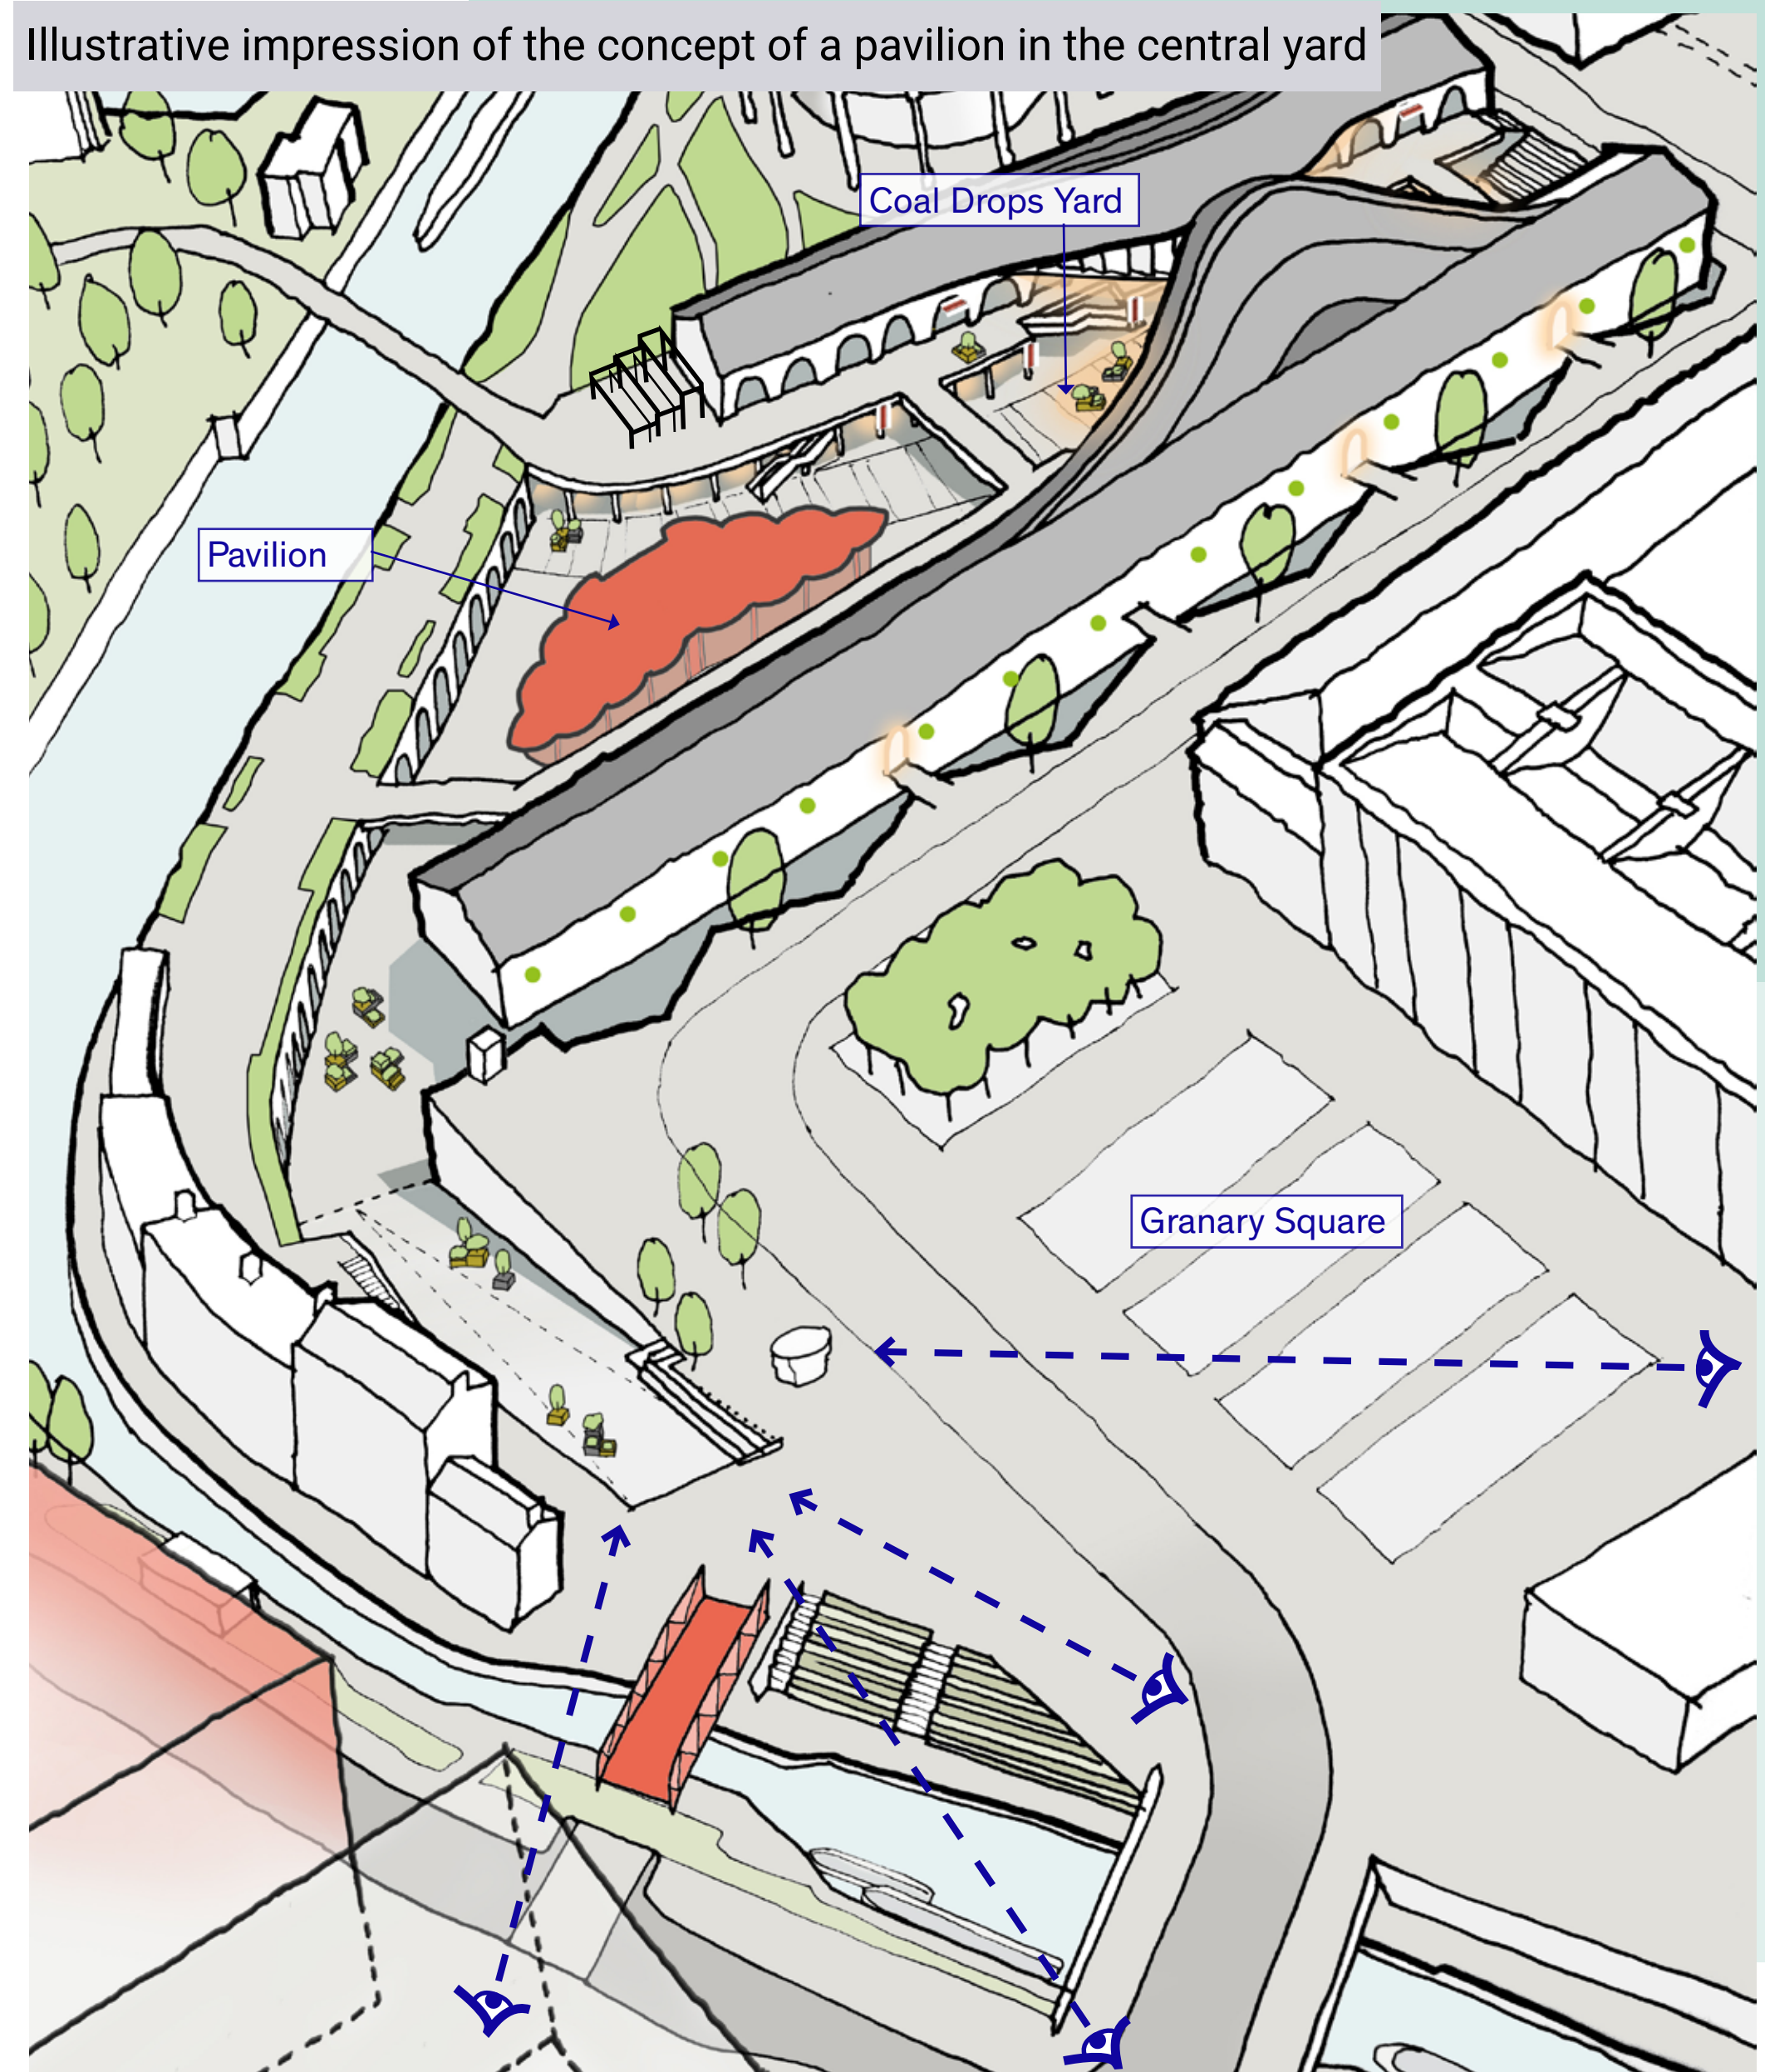 Illustrative impression of the concept of a pavilion in the central yard
Coal Drops Yard
Pavilion
Granary Square